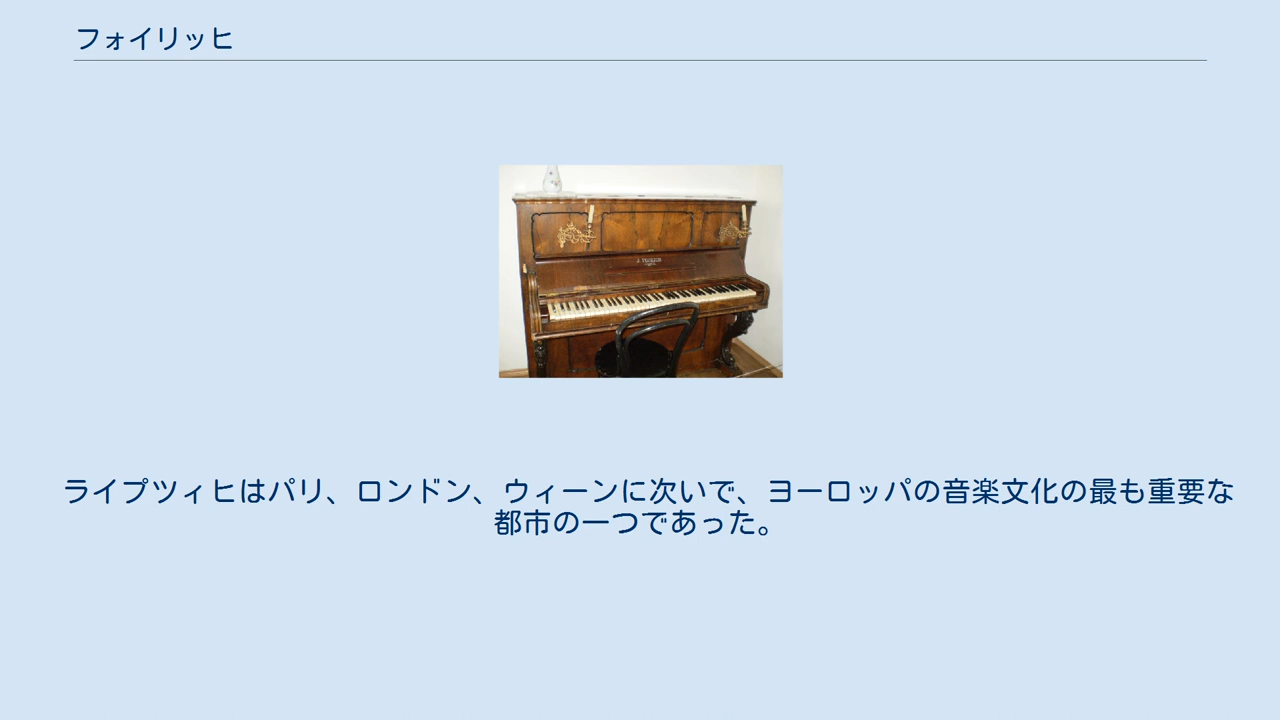 フォイリッヒ
ライプツィヒはパリ、ロンドン、ウィーンに次いで、ヨーロッパの音楽文化の最も重要な
都市の一つであった。